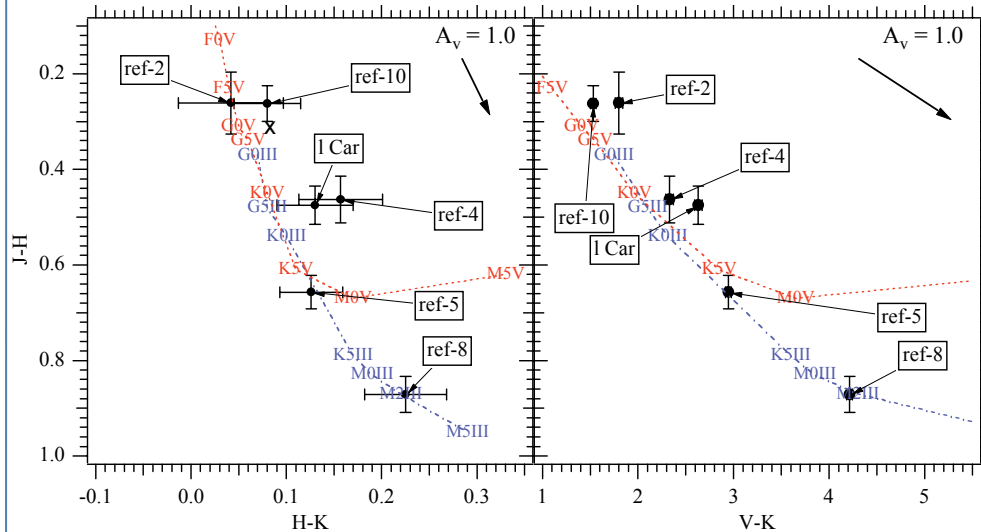 A_v = 1.0
F0V
ref-2
ref-10
F5V
G0V
x
G5V
G0III
l Car
K0V
G5III
ref-4
K0III
K5V
M5V
M0V
ref-5
K5III
ref-8
M0III
M2III
M5III
0.2
0.4
0.6
0.8
1.0
J-H
-0.1 0.0 0.1 0.2 0.3
H-K
A_v = 1.0
F5V
ref-2
G0V
G5V
G0III
ref-4
K0V
G5III
ref-10
K0III
l Car
K5V
M0V
ref-5
K5III
ref-8
M0III
M2III
1 2 3 4 5
V-K